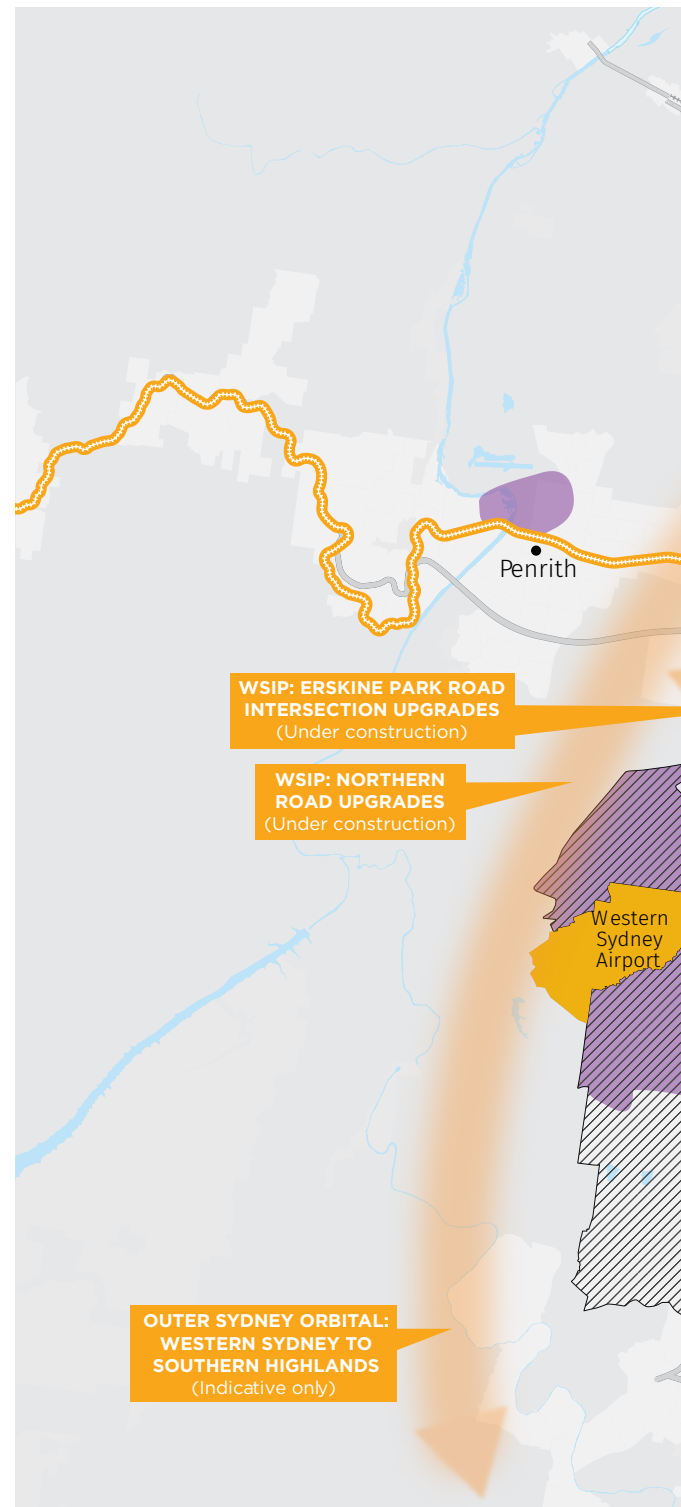 Penrith
WSIP: ERSKINE PARK ROAD
INTERSECTION UPGRADES
(Under construction)
WSIP: NORTHERN
ROAD UPGRADES
(Under construction)
Western
Sydney
Airport
OUTER SYDNEY ORBITAL:
WESTERN SYDNEY TO
SOUTHERN HIGHLANDS
(Indicative only)